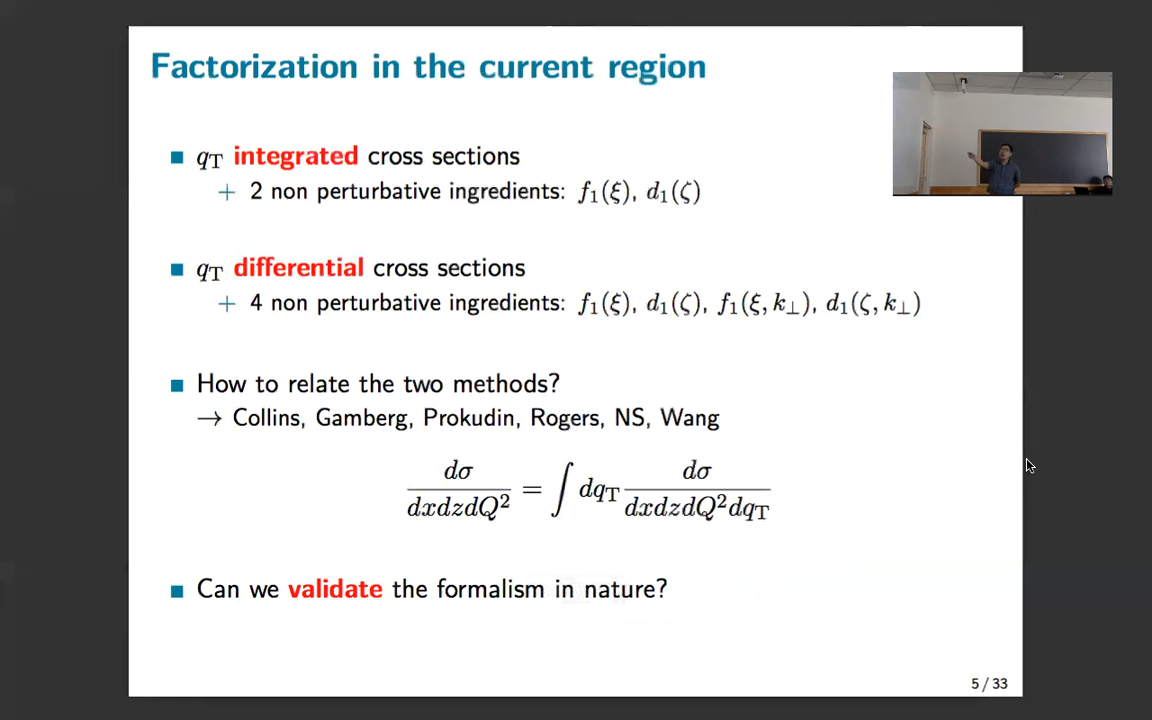 Factorization in the current region
■ qT integrated cross sections
+ 2 non perturbative ingredients: f₁(ξ), d₁(ζ)
■ qT differential cross sections
+ 4 non perturbative ingredients: f₁(ξ), d₁(ζ), f₁(ξ, k⊥), d₁(ζ, k⊥)
■ How to relate the two methods?
→ Collins, Gamberg, Prokudin, Rogers, NS, Wang
dσ/dxdzdQ² = ∫ dqT dσ/dxdzdQ²dqT
■ Can we validate the formalism in nature?
5 / 33